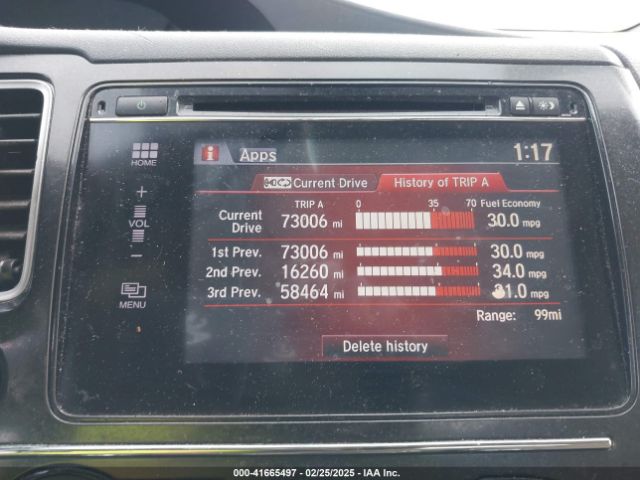 Apps
1:17
HOME
Current Drive
History of TRIP A
TRIP A 0 35 70 Fuel Economy
Current Drive 73006 mi 30.0 mpg
+
VOL
-
1st Prev. 73006 mi 30.0 mpg
2nd Prev. 16260 mi 34.0 mpg
3rd Prev. 58464 mi 31.0 mpg
MENU
Range: 99mi
Delete history
000-41665497 - 02/25/2025 - IAA Inc.